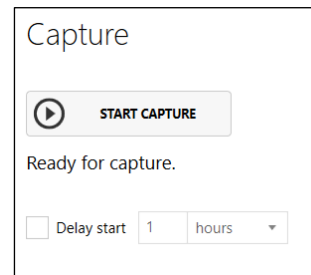 Capture
START CAPTURE
Ready for capture.
Delay start 1 hours